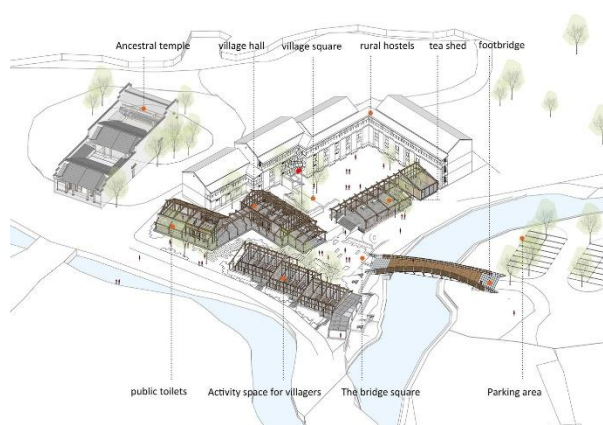 Ancestral temple
village hall
village square
rural hostels
tea shed
footbridge
public toilets
Activity space for villagers
The bridge square
Parking area